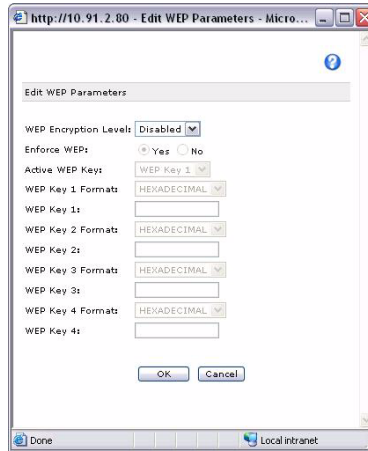 http://10.91.2.80 - Edit WEP Parameters - Micro...
Edit WEP Parameters
WEP Encryption Level: Disabled
Enforce WEP: Yes No
Active WEP Key: WEP Key 1
WEP Key 1 Format: HEXADECIMAL
WEP Key 1:
WEP Key 2 Format: HEXADECIMAL
WEP Key 2:
WEP Key 3 Format: HEXADECIMAL
WEP Key 3:
WEP Key 4 Format: HEXADECIMAL
WEP Key 4:
OK Cancel
Done Local intranet